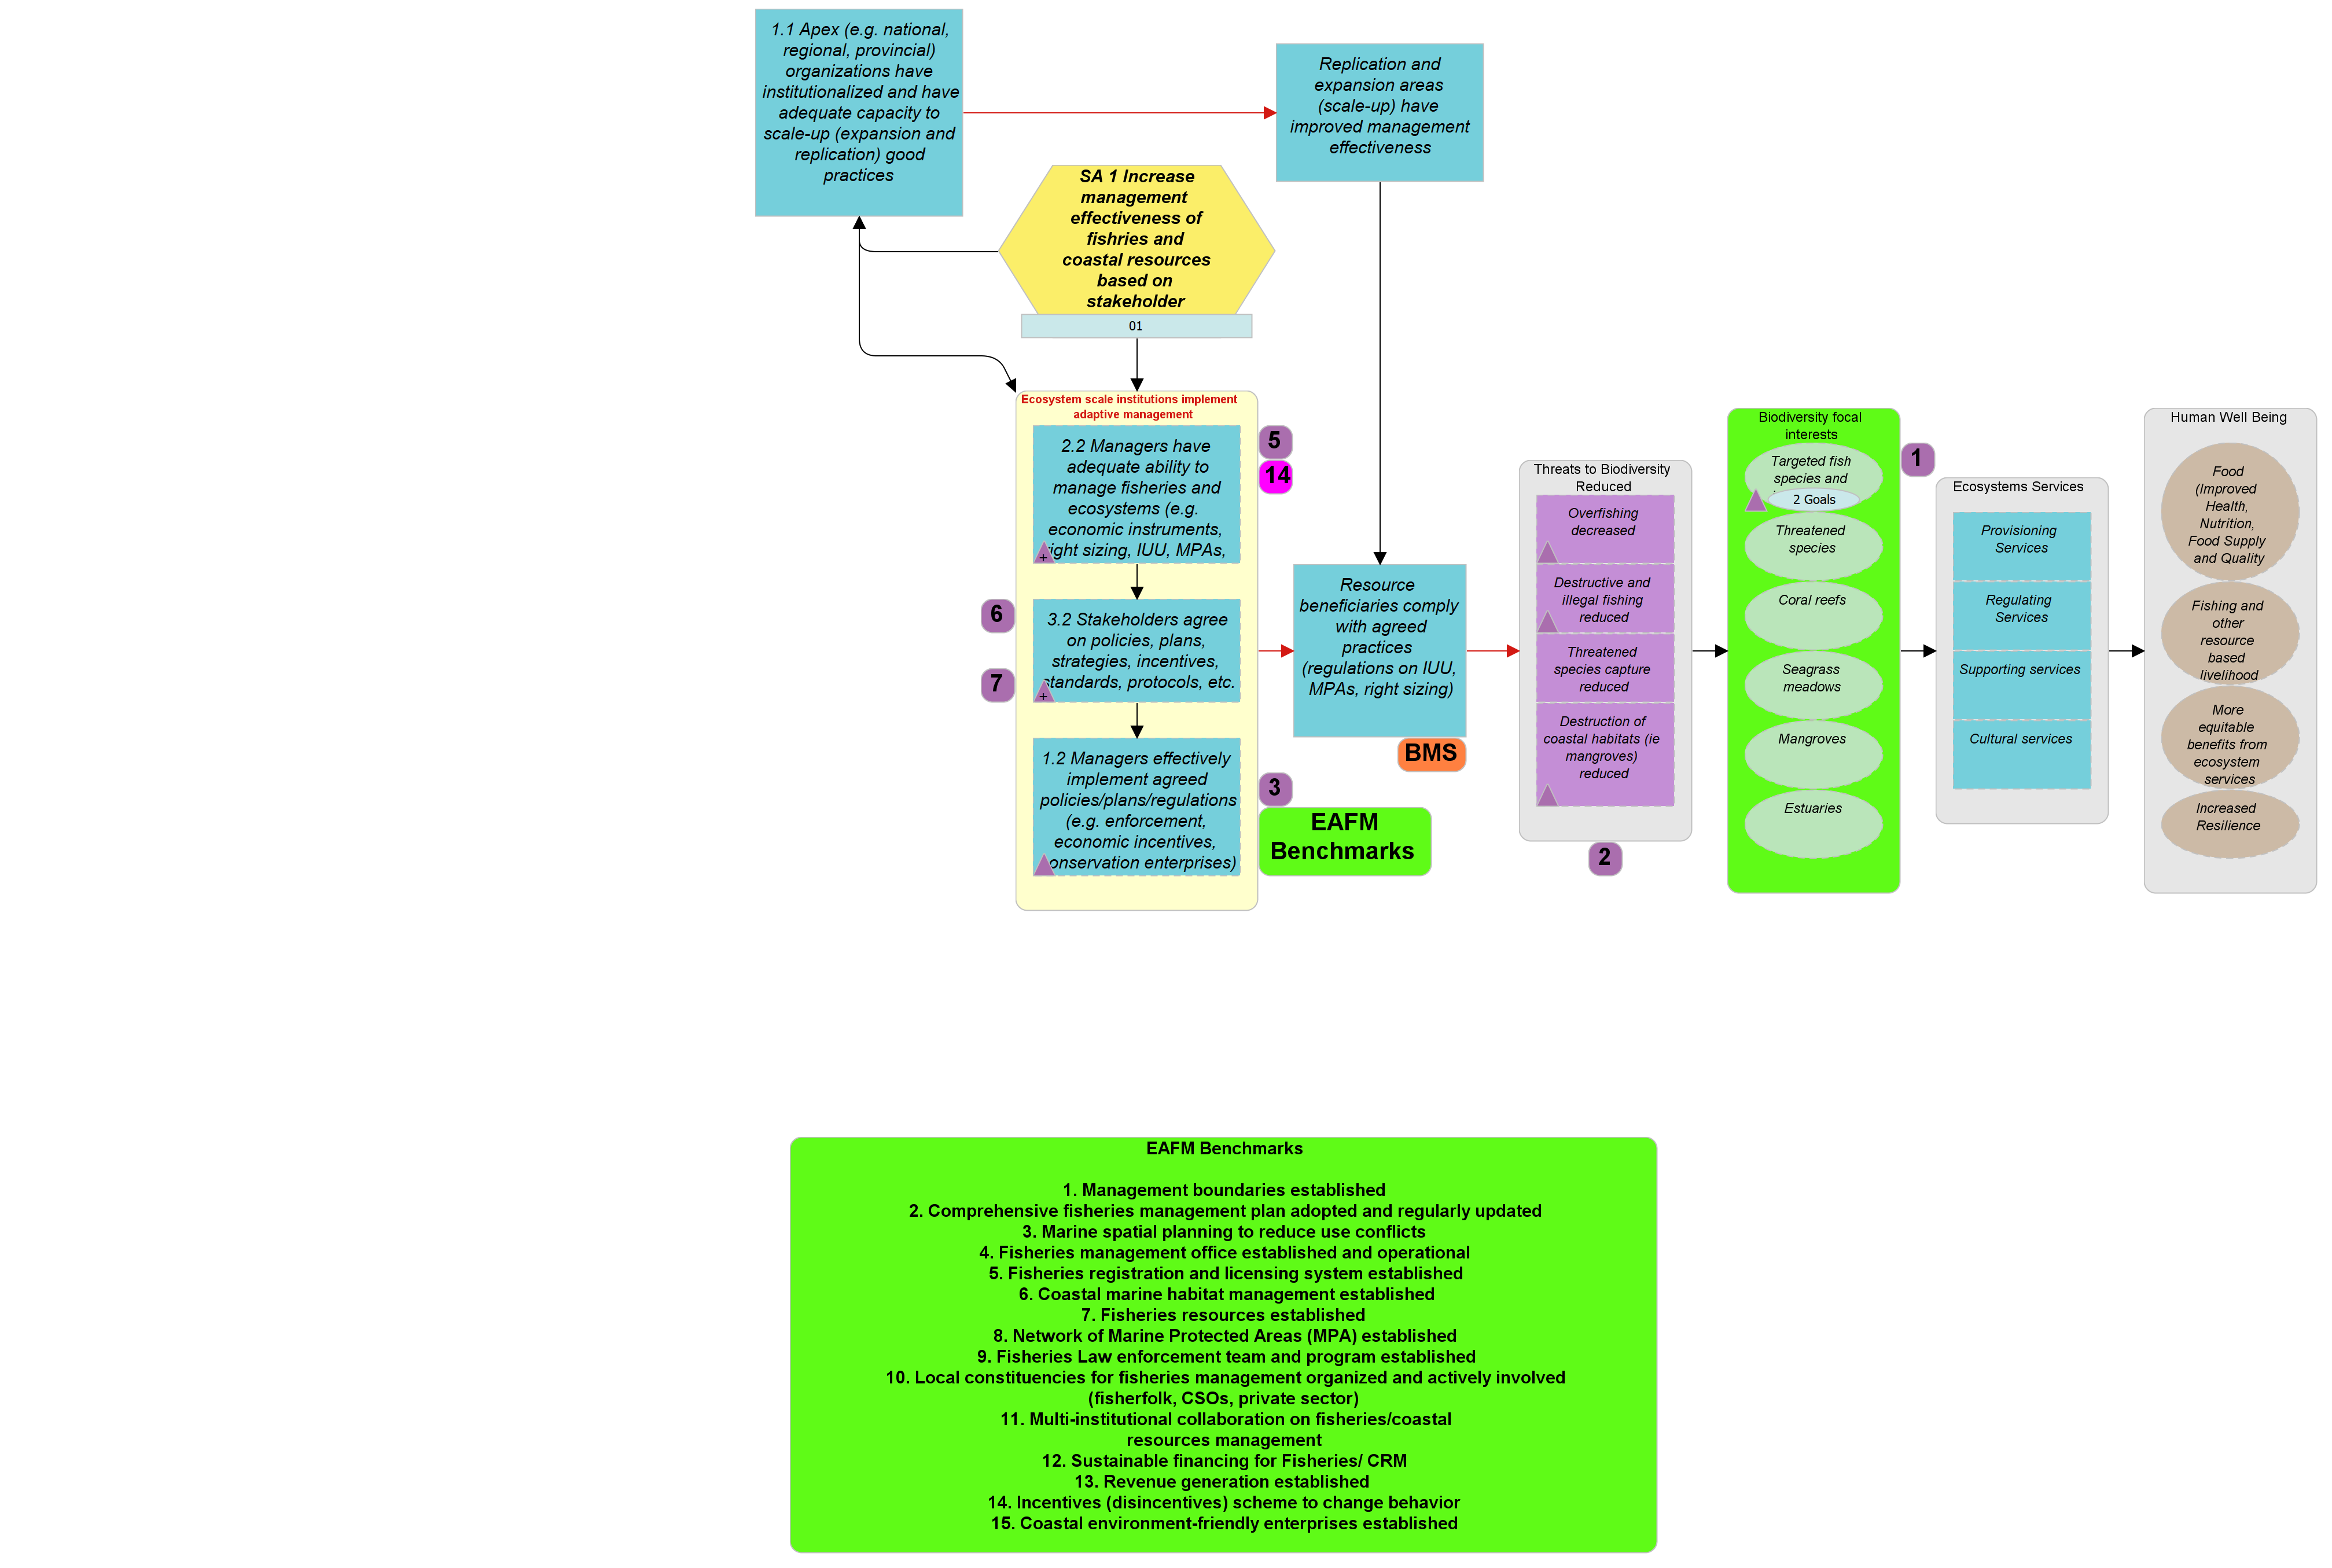 1.1 Apex (e.g. national,
regional, provincial)
organizations have
institutionalized and have
adequate capacity to
scale-up (expansion and
replication) good
practices
Replication and
expansion areas
(scale-up) have
improved management
effectiveness
SA 1 Increase
management
effectiveness of
fishries and
coastal resources
based on
stakeholder
01
Ecosystem scale institutions implement
adaptive management
2.2 Managers have
adequate ability to
manage fisheries and
ecosystems (e.g.
economic instruments,
right sizing, IUU, MPAs,
+
5
14
3.2 Stakeholders agree
on policies, plans,
strategies, incentives,
standards, protocols, etc.
+
6
7
1.2 Managers effectively
implement agreed
policies/plans/regulations
(e.g. enforcement,
economic incentives,
conservation enterprises)
3
EAFM
Benchmarks
Resource
beneficiaries comply
with agreed
practices
(regulations on IUU,
MPAs, right sizing)
BMS
Threats to Biodiversity
Reduced
Overfishing
decreased
Destructive and
illegal fishing
reduced
Threatened
species capture
reduced
Destruction of
coastal habitats (ie
mangroves)
reduced
2
Biodiversity focal
interests
Targeted fish
species and
2 Goals
Threatened
species
Coral reefs
Seagrass
meadows
Mangroves
Estuaries
1
Ecosystems Services
Provisioning
Services
Regulating
Services
Supporting services
Cultural services
Human Well Being
Food
(Improved
Health,
Nutrition,
Food Supply
and Quality
Fishing and
other
resource
based
livelihood
More
equitable
benefits from
ecosystem
services
Increased
Resilience
EAFM Benchmarks
1. Management boundaries established
2. Comprehensive fisheries management plan adopted and regularly updated
3. Marine spatial planning to reduce use conflicts
4. Fisheries management office established and operational
5. Fisheries registration and licensing system established
6. Coastal marine habitat management established
7. Fisheries resources established
8. Network of Marine Protected Areas (MPA) established
9. Fisheries Law enforcement team and program established
10. Local constituencies for fisheries management organized and actively involved
(fisherfolk, CSOs, private sector)
11. Multi-institutional collaboration on fisheries/coastal
resources management
12. Sustainable financing for Fisheries/ CRM
13. Revenue generation established
14. Incentives (disincentives) scheme to change behavior
15. Coastal environment-friendly enterprises established